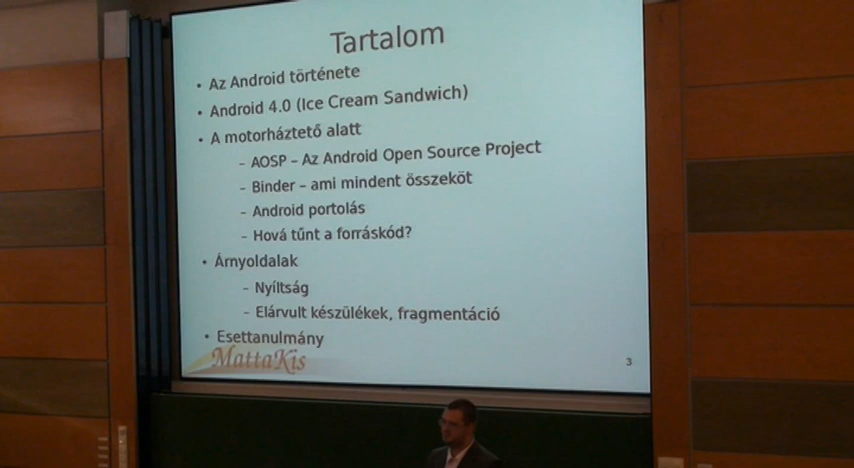 Tartalom
• Az Android története
• Android 4.0 (Ice Cream Sandwich)
• A motorháztető alatt
– AOSP – Az Android Open Source Project
– Binder – ami mindent összeköt
– Android portolás
– Hová tűnt a forráskód?
• Árnyoldalak
– Nyíltság
– Elárvult készülékek, fragmentáció
• Esettanulmány
MattaKis
3